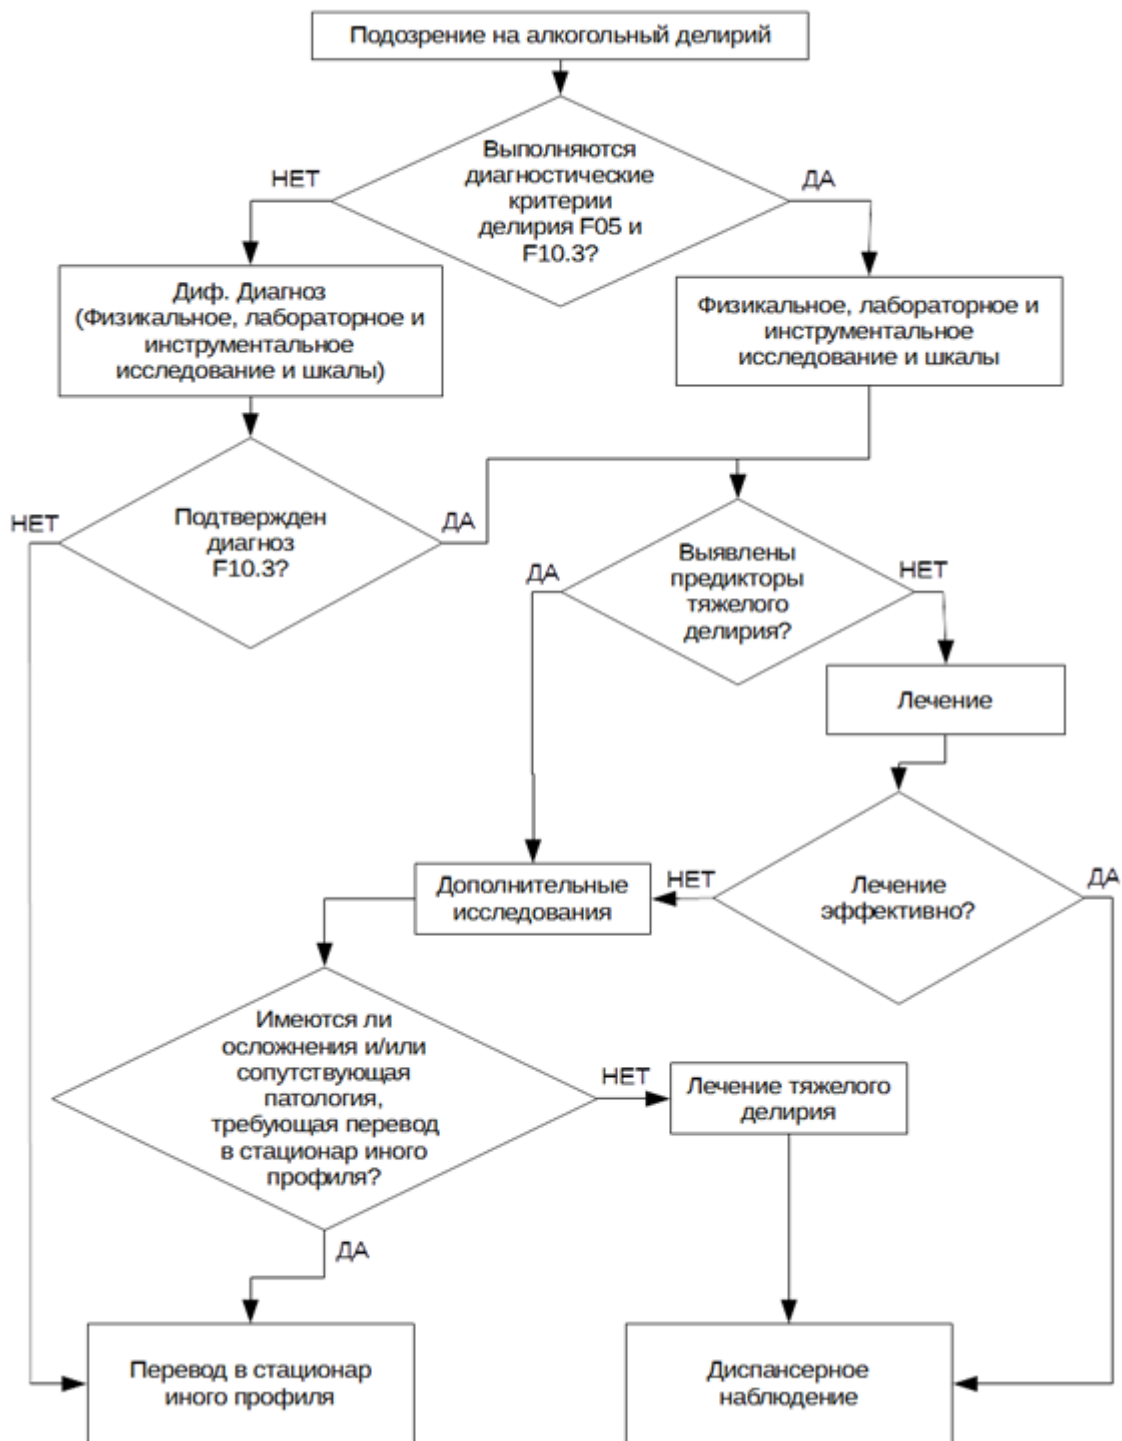 Подозрение на алкогольный делирий
Выполняются
диагностические
критерии
делирия F05 и
F10.3?
НЕТ
ДА
Диф. Диагноз
(Физикальное, лабораторное и
инструментальное
исследование и шкалы)
Физикальное, лабораторное и
инструментальное
исследование и шкалы
Подтвержден
диагноз
F10.3?
НЕТ
ДА
Выявлены
предикторы
тяжелого
делирия?
ДА
НЕТ
Лечение
Лечение
эффективно?
НЕТ
ДА
Дополнительные
исследования
Имеются ли
осложнения и/или
сопутствующая
патология,
требующая перевод
в стационар иного
профиля?
НЕТ
Лечение тяжелого
делирия
ДА
Перевод в стационар
иного профиля
Диспансерное
наблюдение